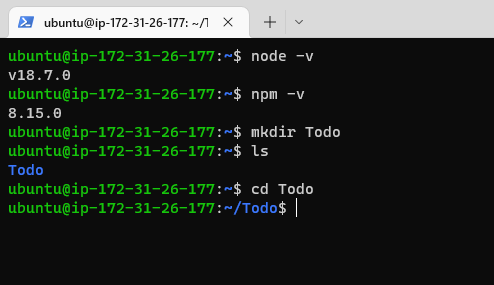 ubuntu@ip-172-31-26-177: ~/T
ubuntu@ip-172-31-26-177:~$ node -v
v18.7.0
ubuntu@ip-172-31-26-177:~$ npm -v
8.15.0
ubuntu@ip-172-31-26-177:~$ mkdir Todo
ubuntu@ip-172-31-26-177:~$ ls
Todo
ubuntu@ip-172-31-26-177:~$ cd Todo
ubuntu@ip-172-31-26-177:~/Todo$